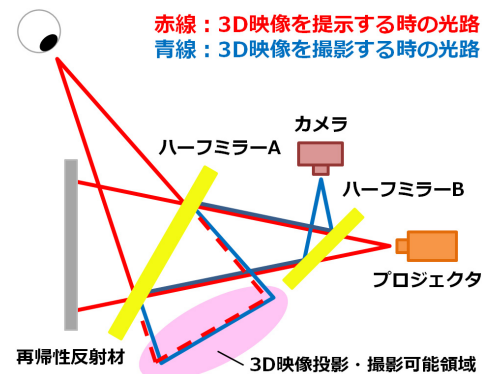 赤線：3D映像を提示する時の光路
青線：3D映像を撮影する時の光路
カメラ
ハーフミラーA
ハーフミラーB
プロジェクタ
再帰性反射材
3D映像投影・撮影可能領域